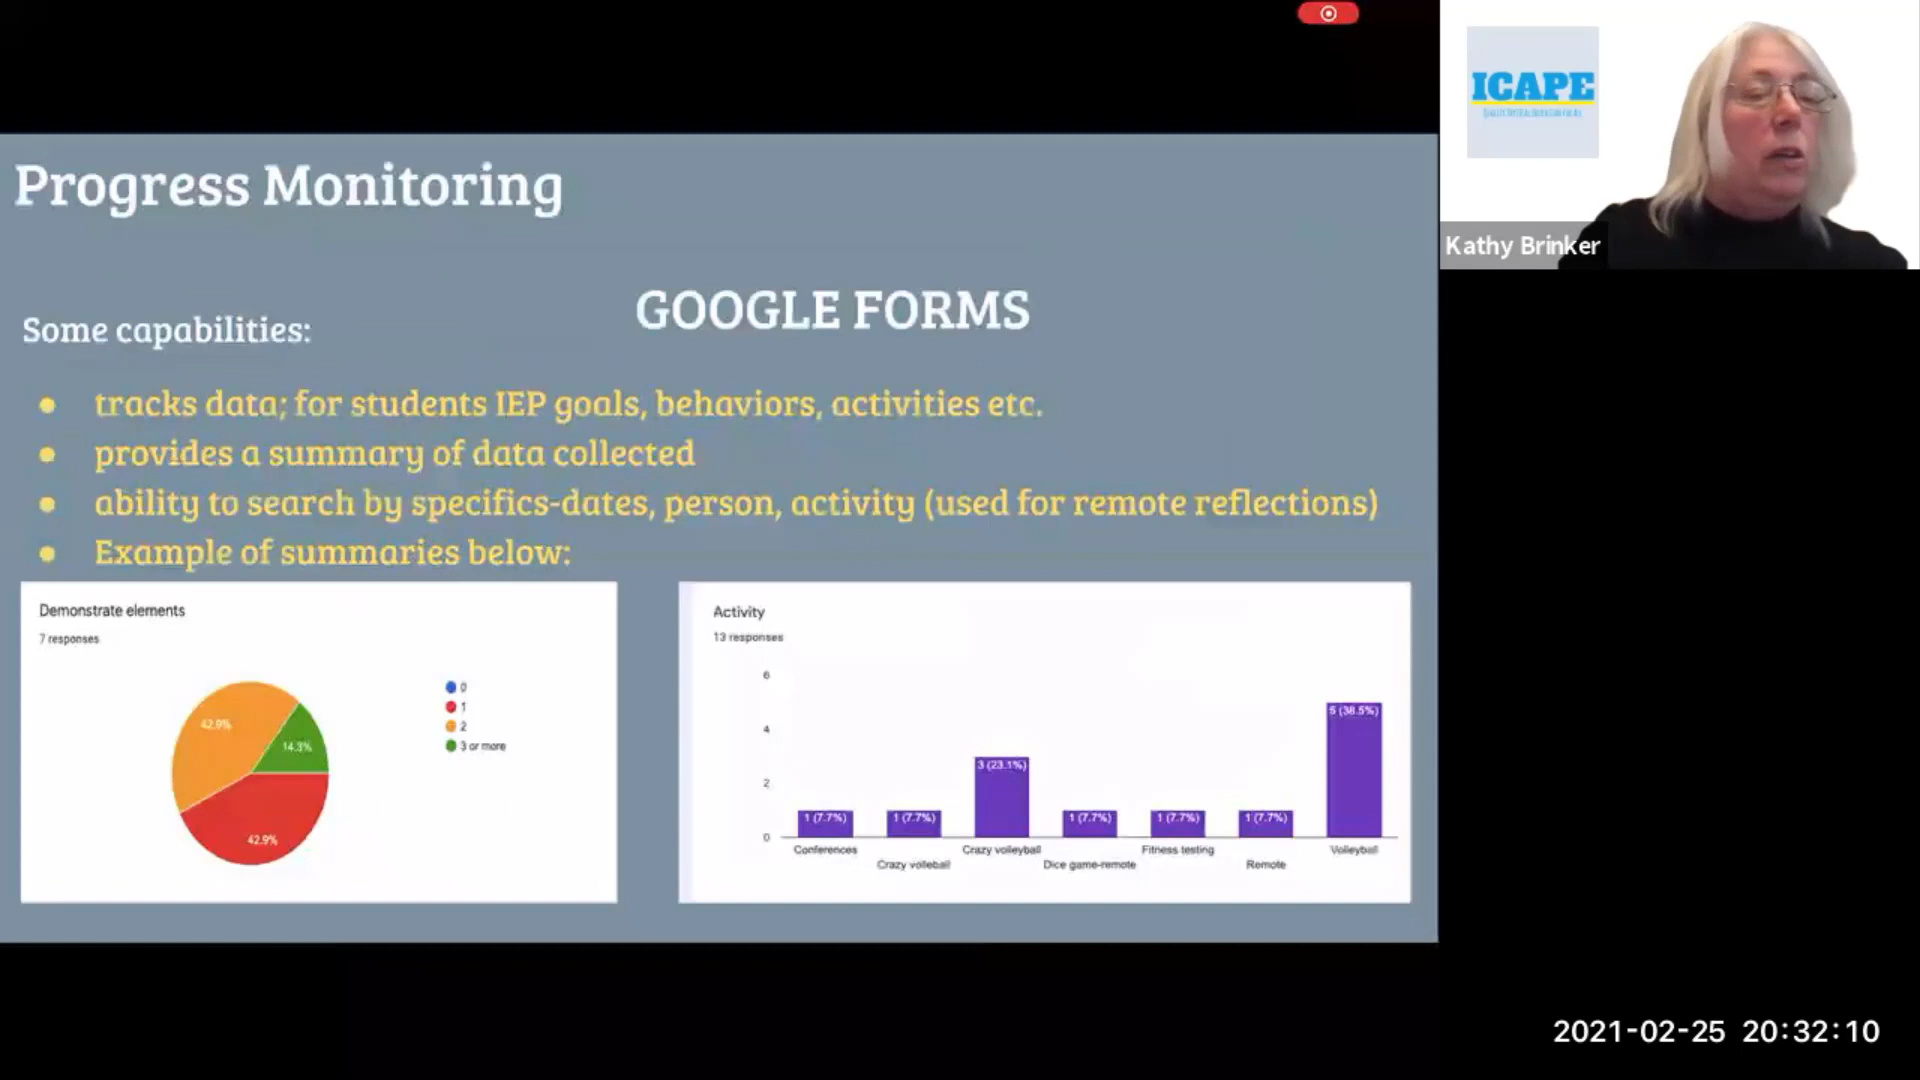 ICAPE
Kathy Brinker
Progress Monitoring
GOOGLE FORMS
Some capabilities:
● tracks data; for students IEP goals, behaviors, activities etc.
● provides a summary of data collected
● ability to search by specifics-dates, person, activity (used for remote reflections)
● Example of summaries below:
Demonstrate elements
7 responses
0
1
2
3 or more
42.9%
14.3%
42.9%
Activity
13 responses
6
4
2
0
1 (7.7%)
1 (7.7%)
3 (23.1%)
1 (7.7%)
1 (7.7%)
1 (7.7%)
5 (38.5%)
Conferences
Crazy volleball
Crazy volleyball
Dice game-remote
Fitness testing
Remote
Volleyball
2021-02-25 20:32:10